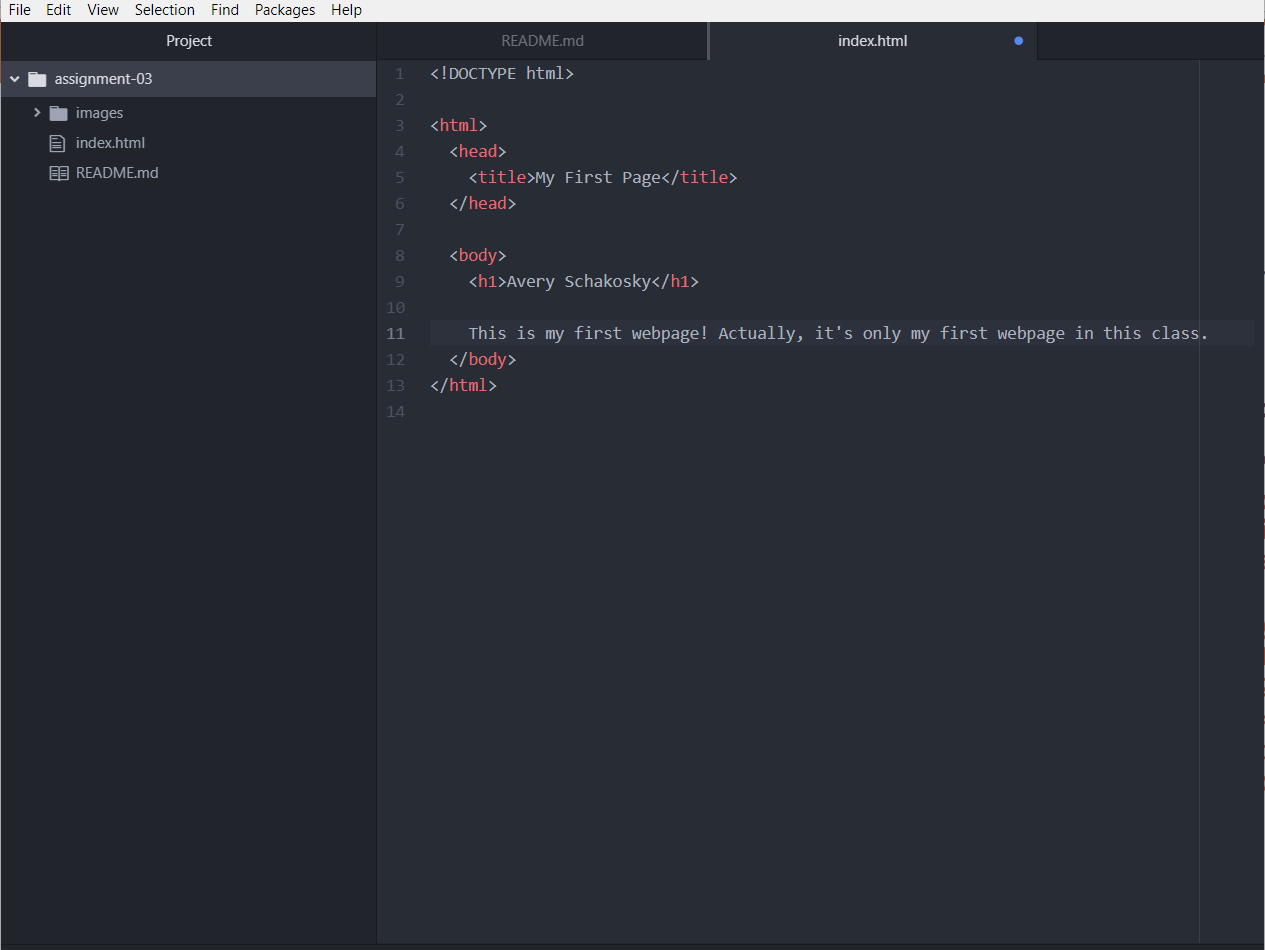 File Edit View Selection Find Packages Help
Project
README.md
index.html
assignment-03
images
index.html
README.md
1 <!DOCTYPE html>
2
3 <html>
4   <head>
5     <title>My First Page</title>
6   </head>
7
8   <body>
9     <h1>Avery Schakosky</h1>
10
11     This is my first webpage! Actually, it's only my first webpage in this class.
12   </body>
13 </html>
14